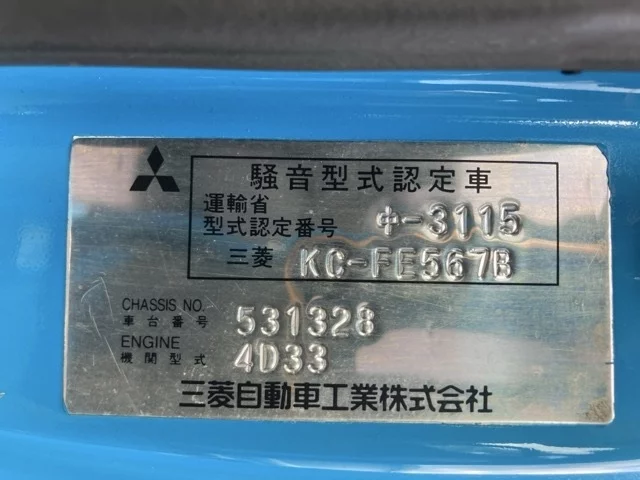 騒音型式認定車
運輸省
型式認定番号 中-3115
三菱 KC-FE567B
CHASSIS NO.
車台番号 531328
ENGINE
機関型式 4D33
三菱自動車工業株式会社